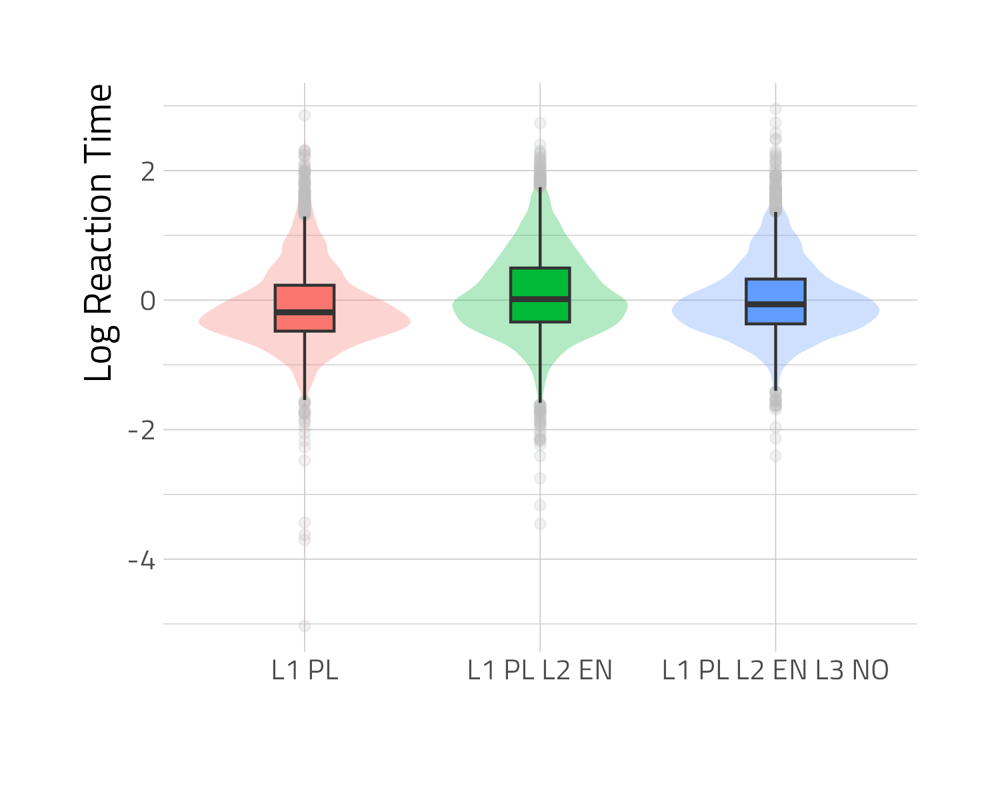 Log Reaction Time
2
0
-2
-4
L1 PL
L1 PL L2 EN
L1 PL L2 EN L3 NO